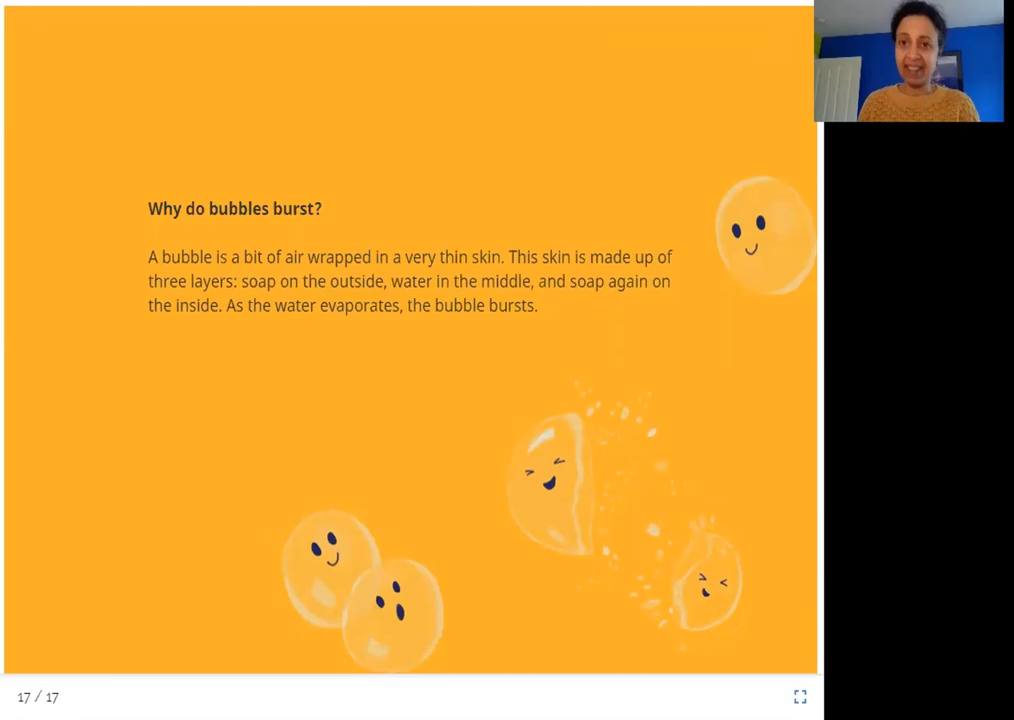 Why do bubbles burst?
A bubble is a bit of air wrapped in a very thin skin. This skin is made up of
three layers: soap on the outside, water in the middle, and soap again on
the inside. As the water evaporates, the bubble bursts.
17 / 17